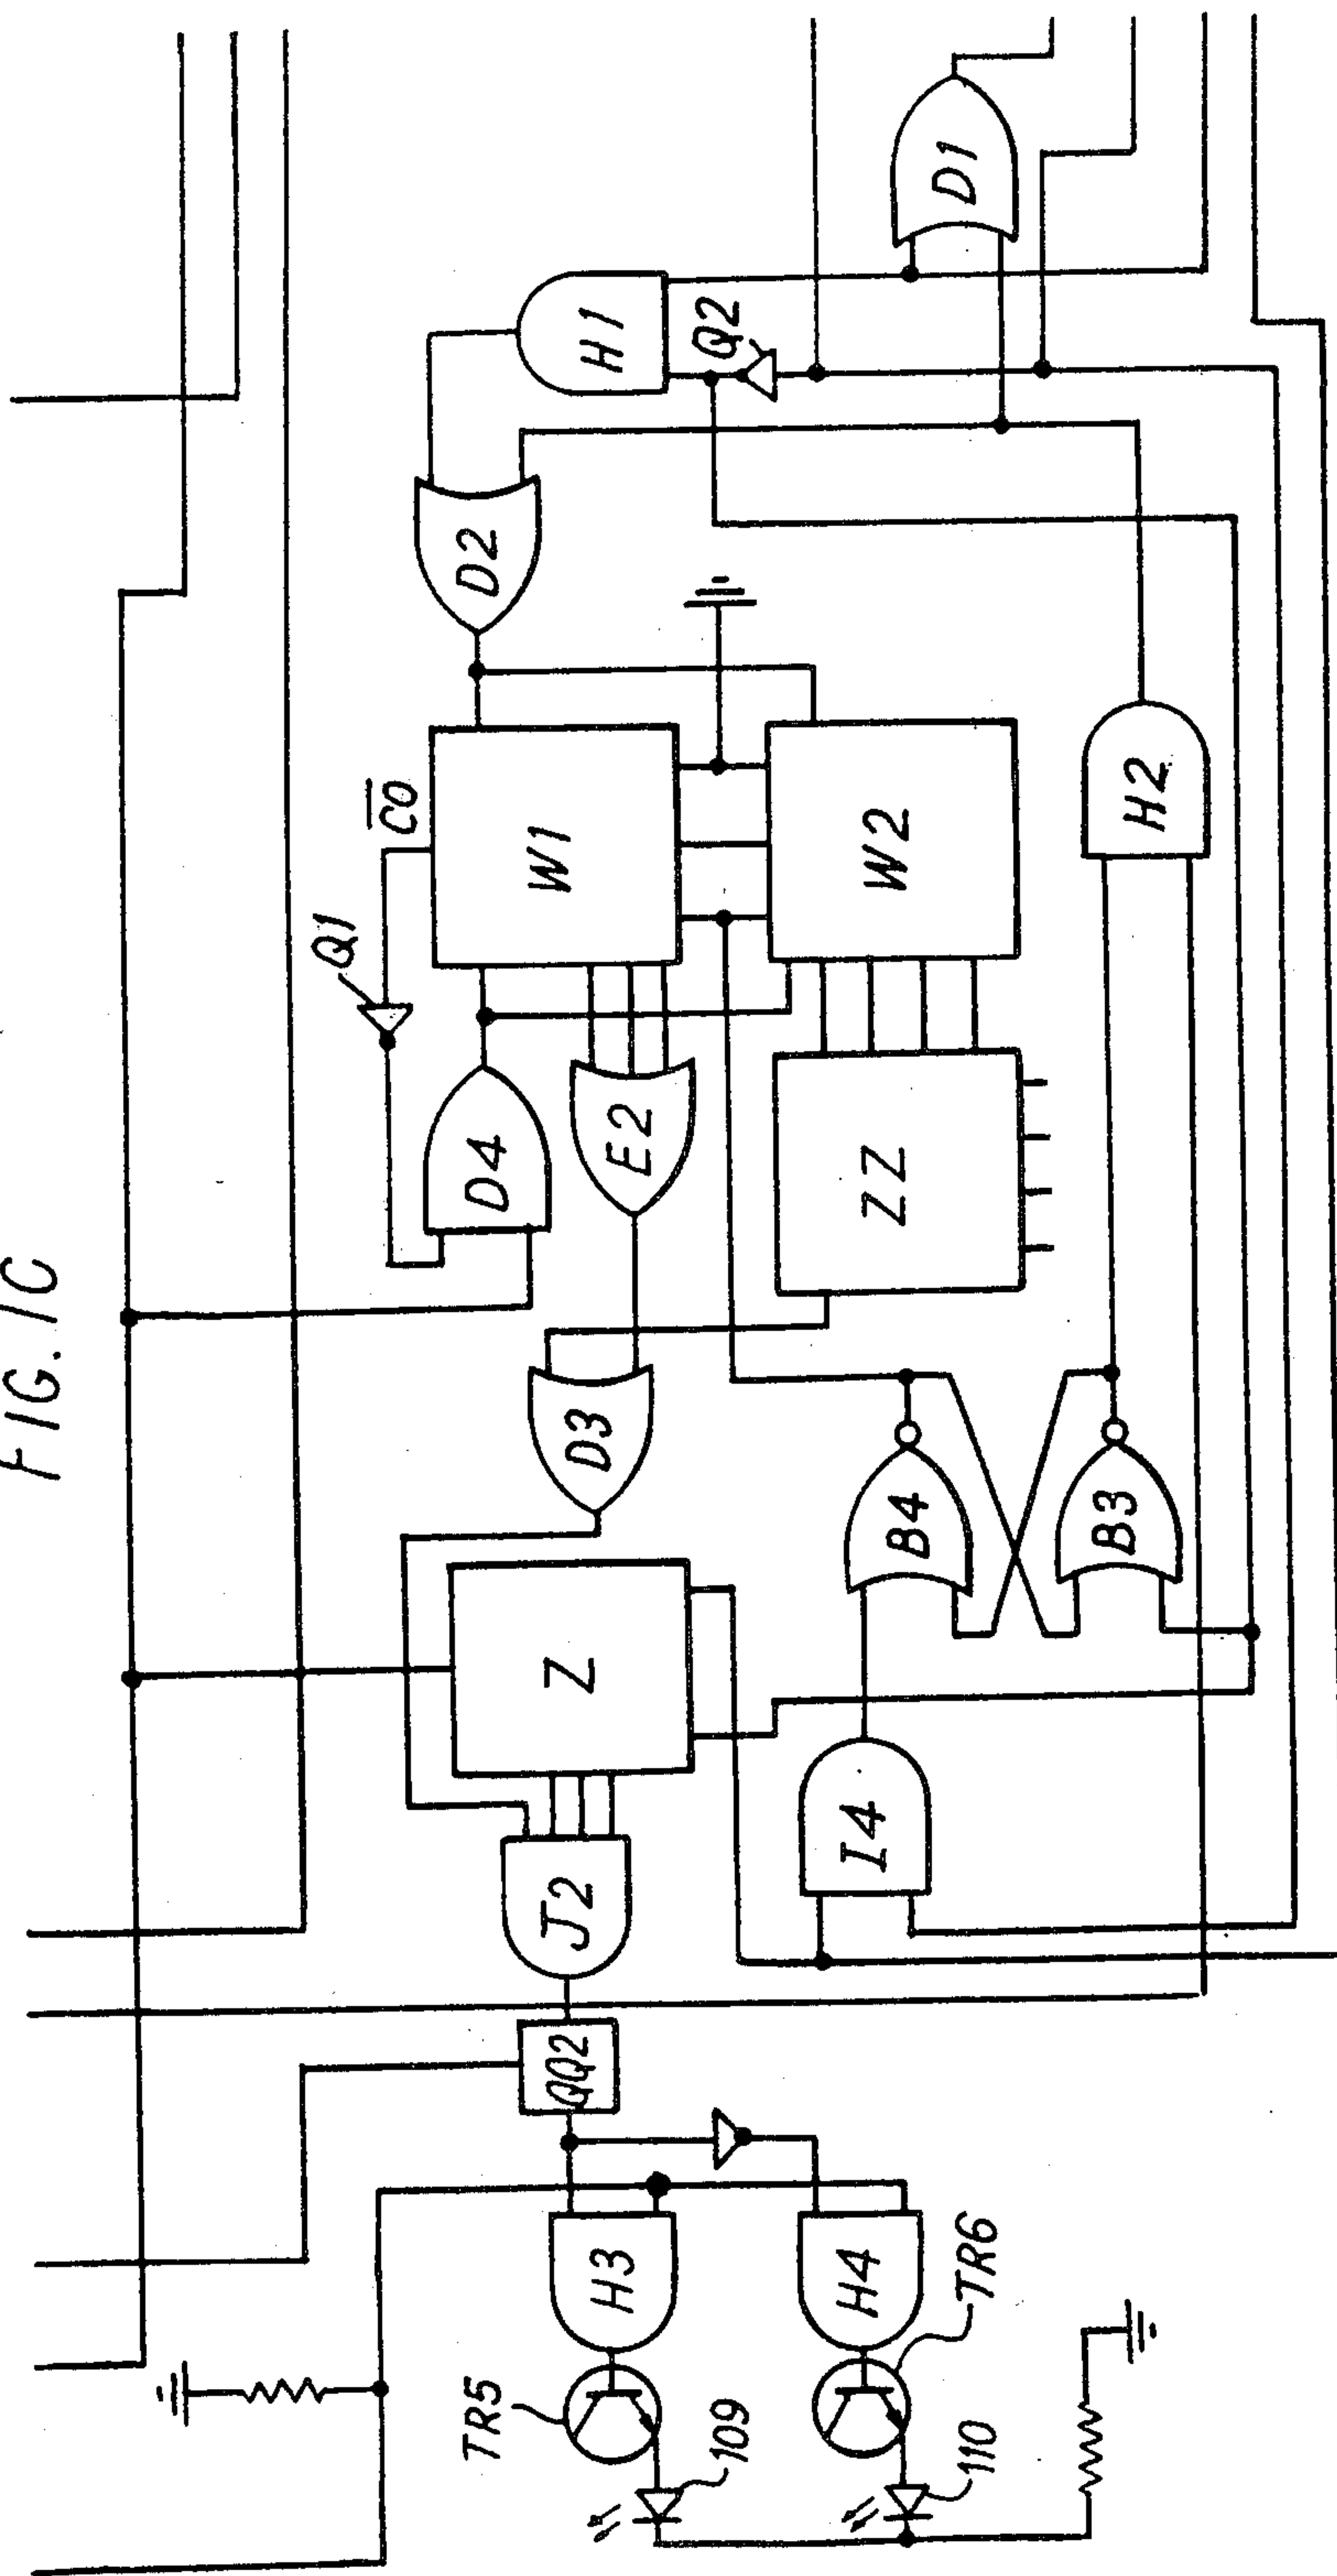 FIG. 1C
TR5
109
H3
TR6
110
H4
QQ2
J2
Z
I4
D3
B4
B3
Q1
D4
E2
ZZ
C̅O̅
W1
W2
H2
D2
H1
Q2
D1